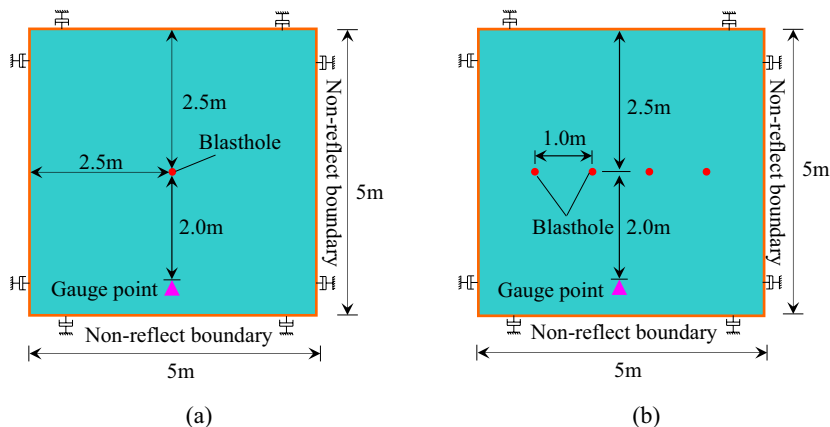 2.5m
Blasthole
2.5m
2.0m
Gauge point
Non-reflect boundary
5m
Non-reflect boundary
5m
(a)
2.5m
1.0m
Blasthole
2.0m
Gauge point
Non-reflect boundary
5m
Non-reflect boundary
5m
(b)